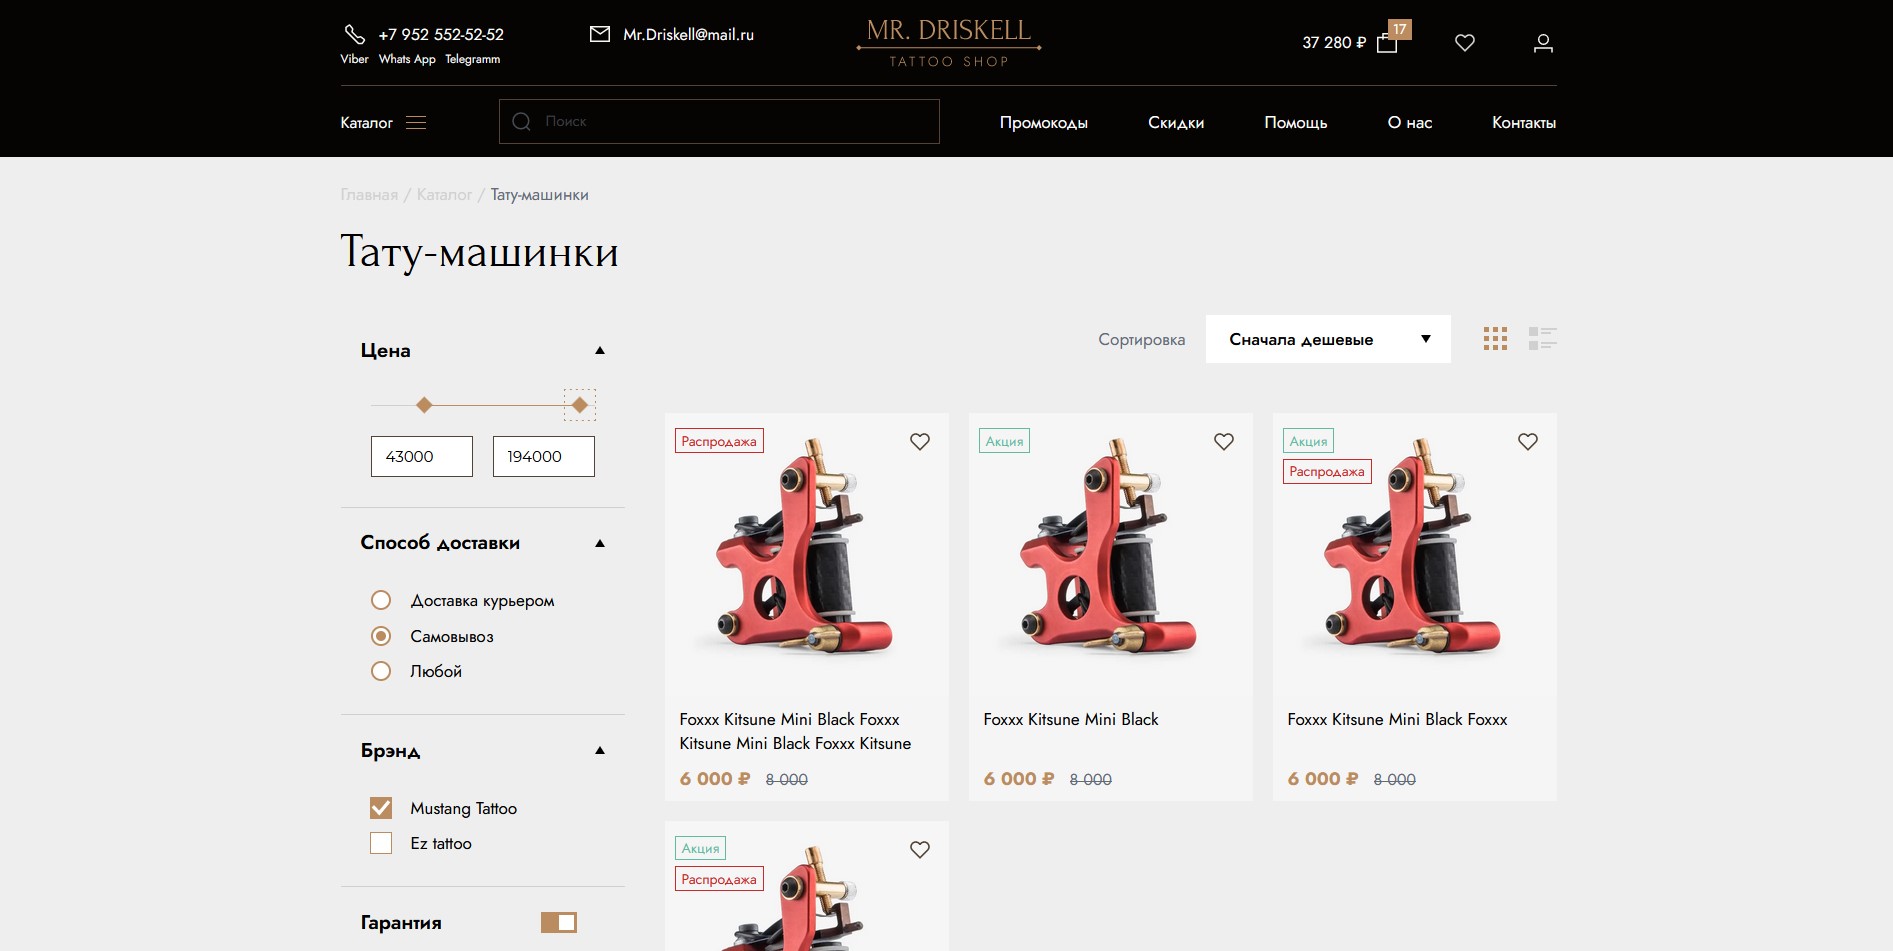 +7 952 552-52-52
Viber Whats App Telegramm
Mr.Driskell@mail.ru
MR. DRISKELL
TATTOO SHOP
37 280 ₽
17
Каталог
Поиск
Промокоды
Скидки
Помощь
О нас
Контакты
Главная / Каталог / Тату-машинки
Тату-машинки
Сортировка
Сначала дешевые
Цена
43000
194000
Способ доставки
Доставка курьером
Самовывоз
Любой
Брэнд
Mustang Tattoo
Ez tattoo
Гарантия
Распродажа
Foxxx Kitsune Mini Black Foxxx
Kitsune Mini Black Foxxx Kitsune
6 000 ₽ 8 000
Акция
Foxxx Kitsune Mini Black
6 000 ₽ 8 000
Акция
Распродажа
Foxxx Kitsune Mini Black Foxxx
6 000 ₽ 8 000
Акция
Распродажа